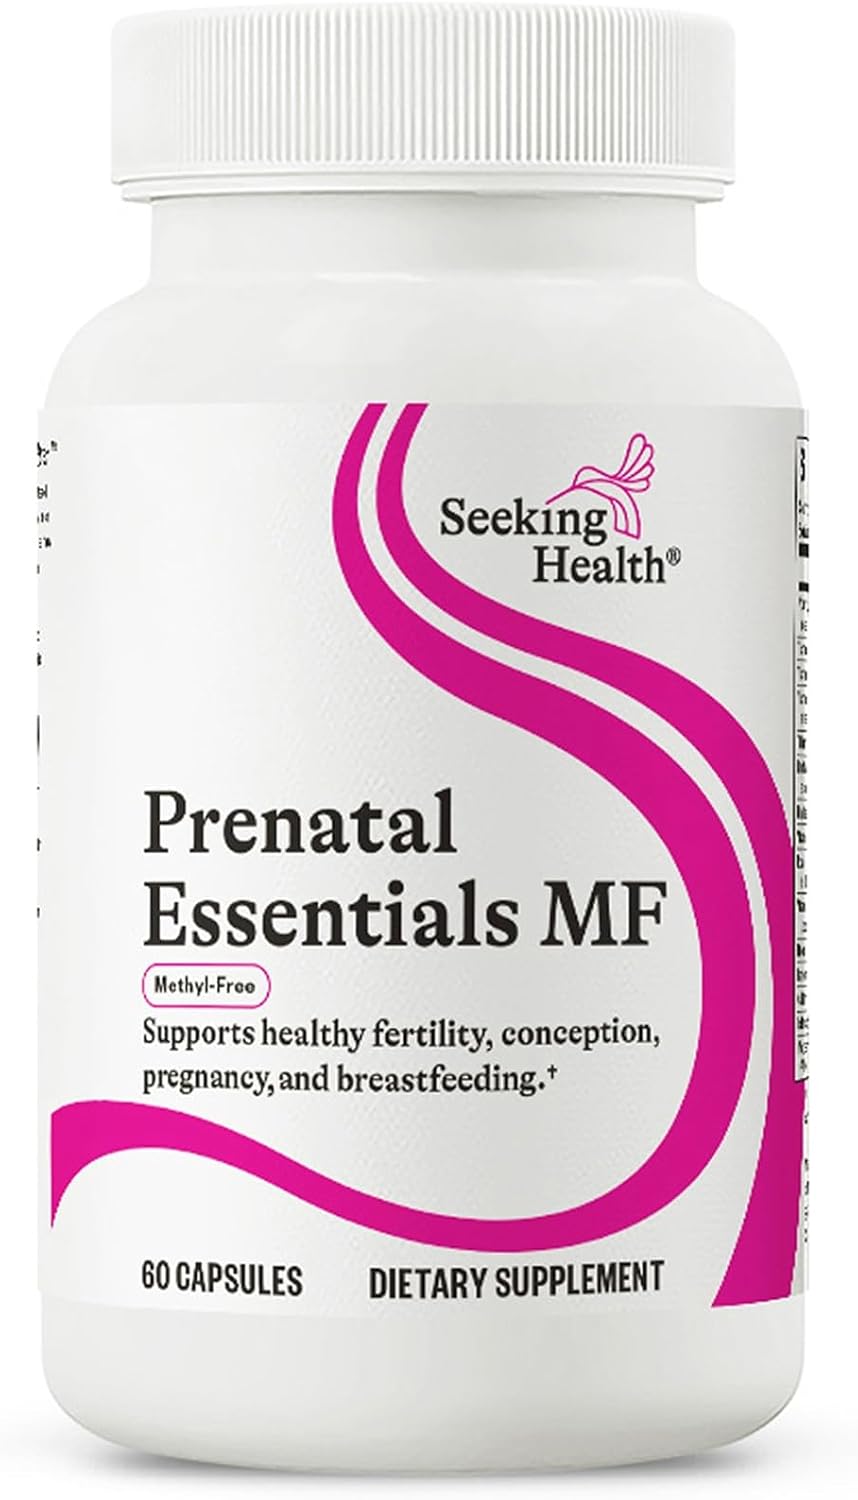 Seeking
Health®
Prenatal
Essentials MF
Methyl-Free
Supports healthy fertility, conception,
pregnancy, and breastfeeding.†
60 CAPSULES DIETARY SUPPLEMENT